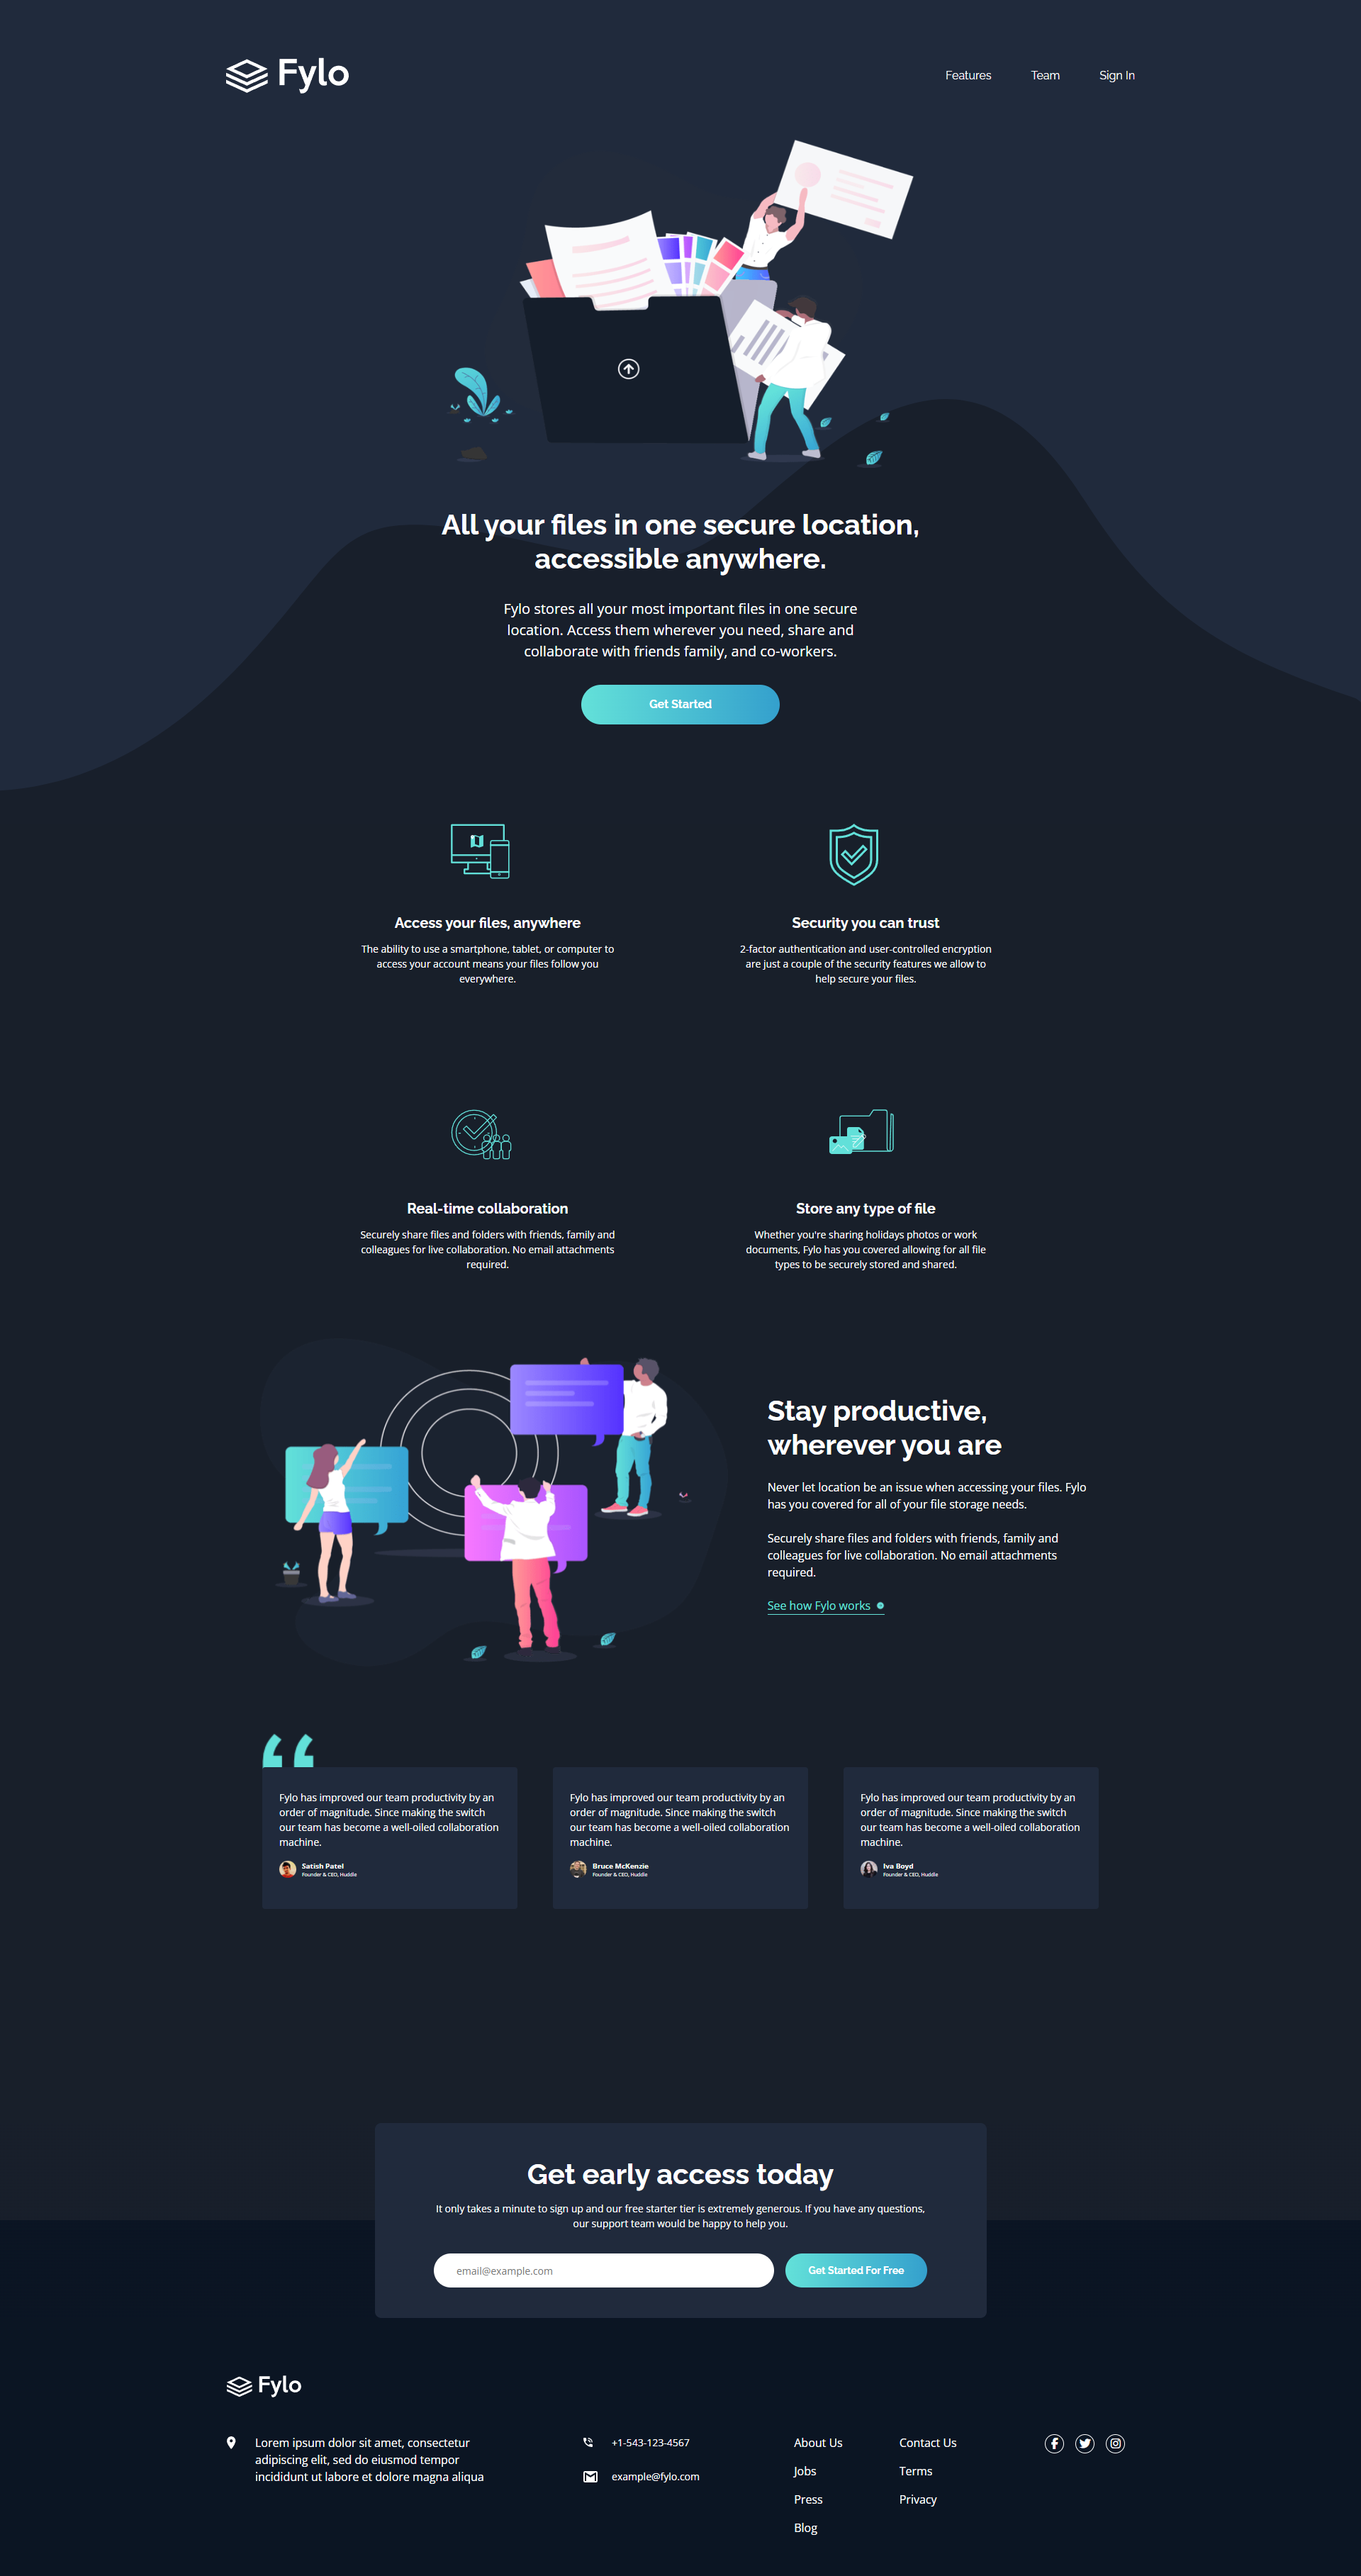 Fylo
Features
Team
Sign In
All your files in one secure location,
accessible anywhere.
Fylo stores all your most important files in one secure
location. Access them wherever you need, share and
collaborate with friends family, and co-workers.
Get Started
Access your files, anywhere
The ability to use a smartphone, tablet, or computer to
access your account means your files follow you
everywhere.
Security you can trust
2-factor authentication and user-controlled encryption
are just a couple of the security features we allow to
help secure your files.
Real-time collaboration
Securely share files and folders with friends, family and
colleagues for live collaboration. No email attachments
required.
Store any type of file
Whether you're sharing holidays photos or work
documents, Fylo has you covered allowing for all file
types to be securely stored and shared.
Stay productive,
wherever you are
Never let location be an issue when accessing your files. Fylo
has you covered for all of your file storage needs.
Securely share files and folders with friends, family and
colleagues for live collaboration. No email attachments
required.
See how Fylo works
Fylo has improved our team productivity by an
order of magnitude. Since making the switch
our team has become a well-oiled collaboration
machine.
Satish Patel
Founder & CEO, Huddle
Fylo has improved our team productivity by an
order of magnitude. Since making the switch
our team has become a well-oiled collaboration
machine.
Bruce McKenzie
Founder & CEO, Huddle
Fylo has improved our team productivity by an
order of magnitude. Since making the switch
our team has become a well-oiled collaboration
machine.
Iva Boyd
Founder & CEO, Huddle
Get early access today
It only takes a minute to sign up and our free starter tier is extremely generous. If you have any questions,
our support team would be happy to help you.
email@example.com
Get Started For Free
Fylo
Lorem ipsum dolor sit amet, consectetur
adipiscing elit, sed do eiusmod tempor
incididunt ut labore et dolore magna aliqua
+1-543-123-4567
example@fylo.com
About Us
Jobs
Press
Blog
Contact Us
Terms
Privacy